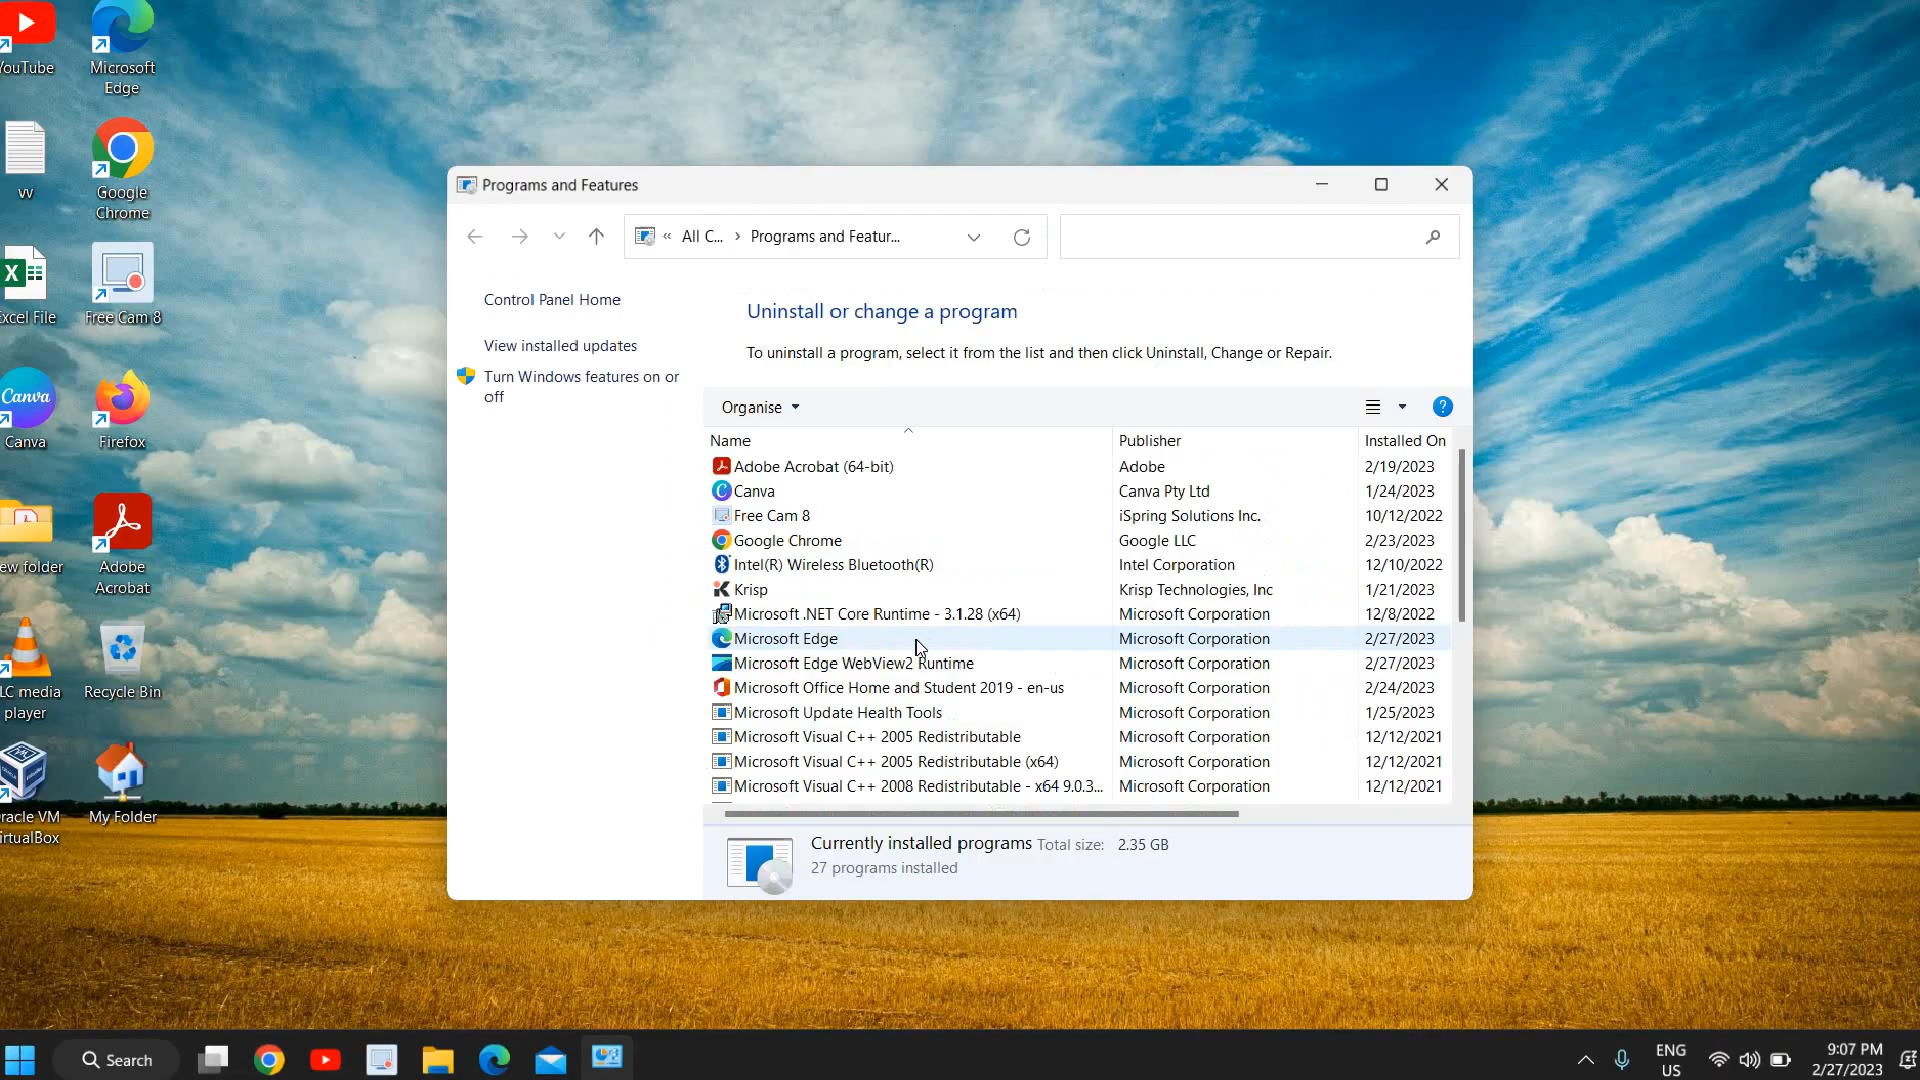 YouTube
Microsoft
Edge
vv
Google
Chrome
Excel File
Free Cam 8
Canva
Canva
Firefox
ew folder
Adobe
Acrobat
LC media
player
Recycle Bin
racle VM
irtualBox
My Folder
Programs and Features
« All C... › Programs and Featur...
Control Panel Home
View installed updates
Turn Windows features on or
off
Uninstall or change a program
To uninstall a program, select it from the list and then click Uninstall, Change or Repair.
Organise
Name Publisher Installed On
Adobe Acrobat (64-bit) Adobe 2/19/2023
Canva Canva Pty Ltd 1/24/2023
Free Cam 8 iSpring Solutions Inc. 10/12/2022
Google Chrome Google LLC 2/23/2023
Intel(R) Wireless Bluetooth(R) Intel Corporation 12/10/2022
Krisp Krisp Technologies, Inc 1/21/2023
Microsoft .NET Core Runtime - 3.1.28 (x64) Microsoft Corporation 12/8/2022
Microsoft Edge Microsoft Corporation 2/27/2023
Microsoft Edge WebView2 Runtime Microsoft Corporation 2/27/2023
Microsoft Office Home and Student 2019 - en-us Microsoft Corporation 2/24/2023
Microsoft Update Health Tools Microsoft Corporation 1/25/2023
Microsoft Visual C++ 2005 Redistributable Microsoft Corporation 12/12/2021
Microsoft Visual C++ 2005 Redistributable (x64) Microsoft Corporation 12/12/2021
Microsoft Visual C++ 2008 Redistributable - x64 9.0.3... Microsoft Corporation 12/12/2021
Currently installed programs Total size: 2.35 GB
27 programs installed
Search
ENG
US
9:07 PM
2/27/2023